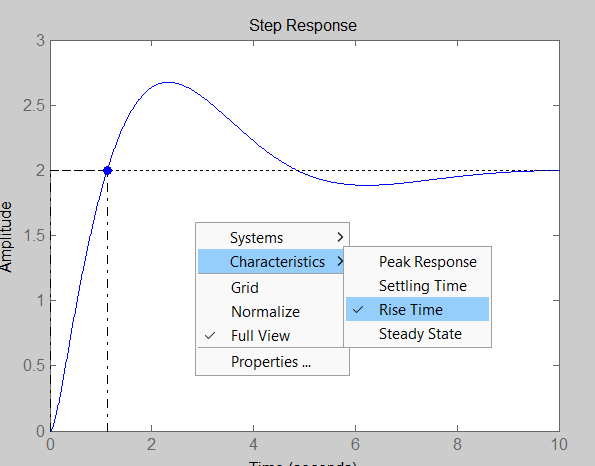 Step Response
3
2.5
2
1.5
1
0.5
0
Amplitude
Systems
Characteristics
Grid
Normalize
Full View
Properties ...
Peak Response
Settling Time
Rise Time
Steady State
0 2 4 6 8 10
Time (seconds)